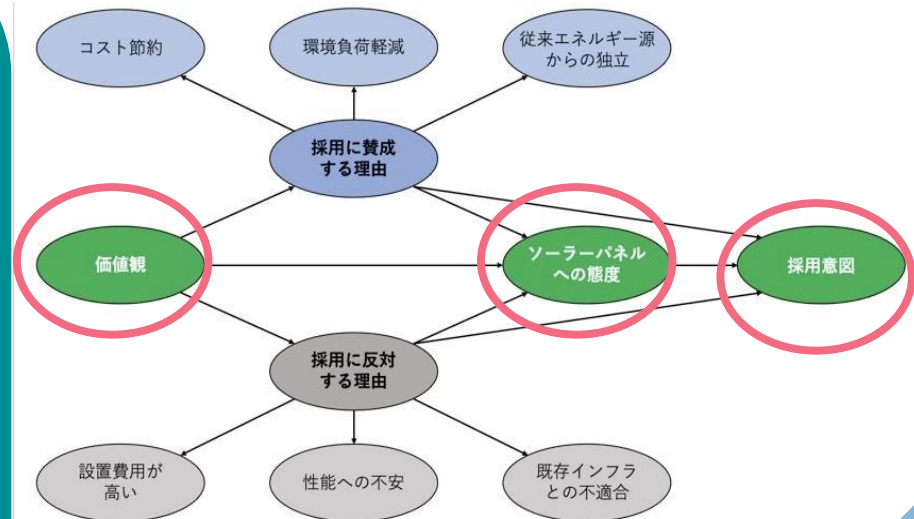 コスト節約
環境負荷軽減
従来エネルギー源
からの独立
採用に賛成
する理由
価値観
ソーラーパネル
への態度
採用意図
採用に反対
する理由
設置費用が
高い
性能への不安
既存インフラ
との不適合